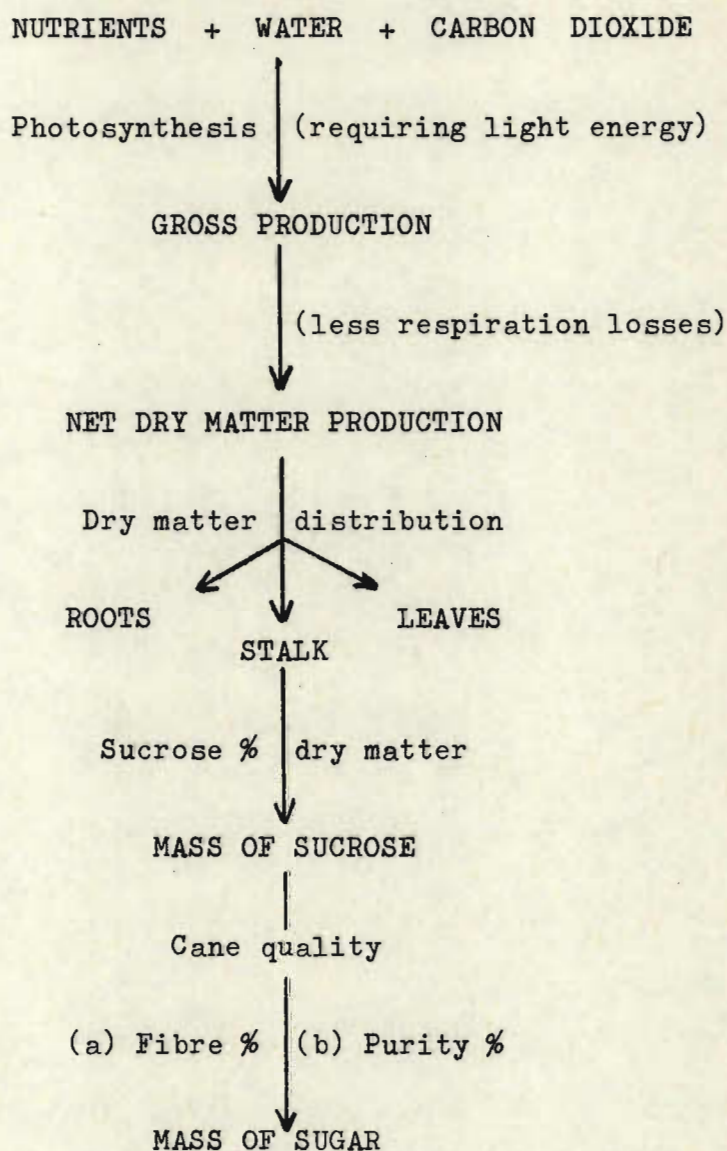 NUTRIENTS + WATER + CARBON DIOXIDE
Photosynthesis (requiring light energy)
GROSS PRODUCTION
(less respiration losses)
NET DRY MATTER PRODUCTION
Dry matter distribution
ROOTS LEAVES
STALK
Sucrose % dry matter
MASS OF SUCROSE
Cane quality
(a) Fibre % (b) Purity %
MASS OF SUGAR